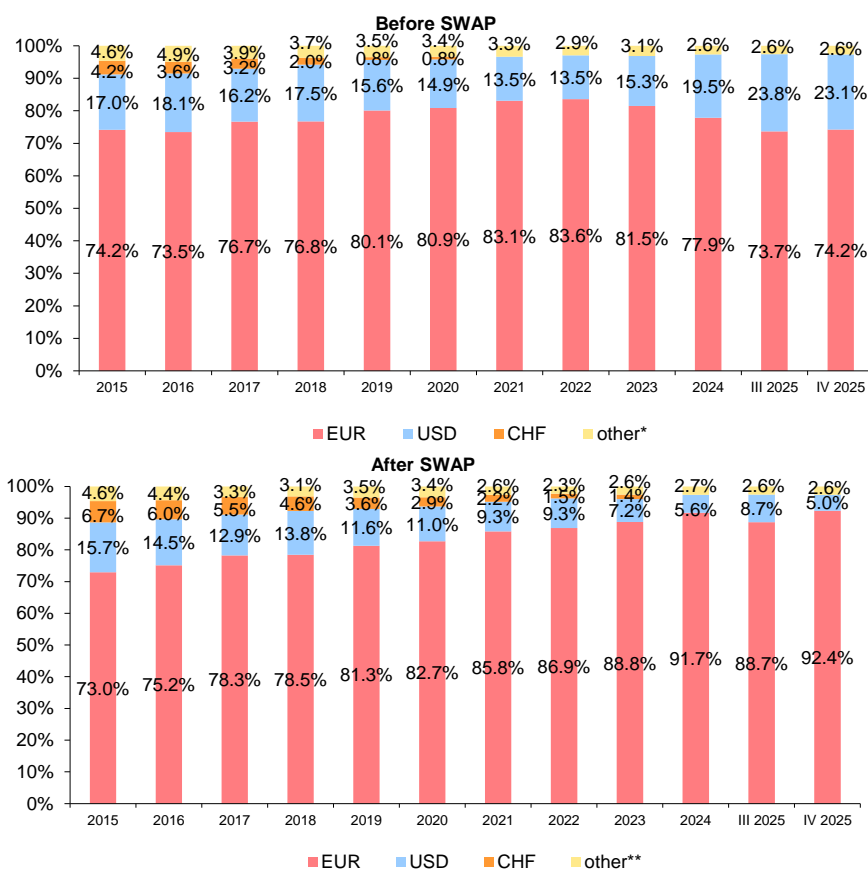 Before SWAP
100%
90%
80%
70%
60%
50%
40%
30%
20%
10%
0%
4.6% 4.9% 3.9% 3.7% 3.5% 3.4% 3.3% 2.9% 3.1% 2.6% 2.6% 2.6%
4.2% 3.6% 3.2% 2.0% 0.8% 0.8%
17.0% 18.1% 16.2% 17.5% 15.6% 14.9% 13.5% 13.5% 15.3% 19.5% 23.8% 23.1%
74.2% 73.5% 76.7% 76.8% 80.1% 80.9% 83.1% 83.6% 81.5% 77.9% 73.7% 74.2%
2015 2016 2017 2018 2019 2020 2021 2022 2023 2024 III 2025 IV 2025
EUR USD CHF other*
After SWAP
100%
90%
80%
70%
60%
50%
40%
30%
20%
10%
0%
4.6% 4.4% 3.3% 3.1% 3.5% 3.4% 2.6% 2.3% 2.6% 2.7% 2.6% 2.6%
6.7% 6.0% 5.5% 4.6% 3.6% 2.9% 2.2% 1.5% 1.4%
15.7% 14.5% 12.9% 13.8% 11.6% 11.0% 9.3% 9.3% 7.2% 5.6% 8.7% 5.0%
73.0% 75.2% 78.3% 78.5% 81.3% 82.7% 85.8% 86.9% 88.8% 91.7% 88.7% 92.4%
2015 2016 2017 2018 2019 2020 2021 2022 2023 2024 III 2025 IV 2025
EUR USD CHF other**